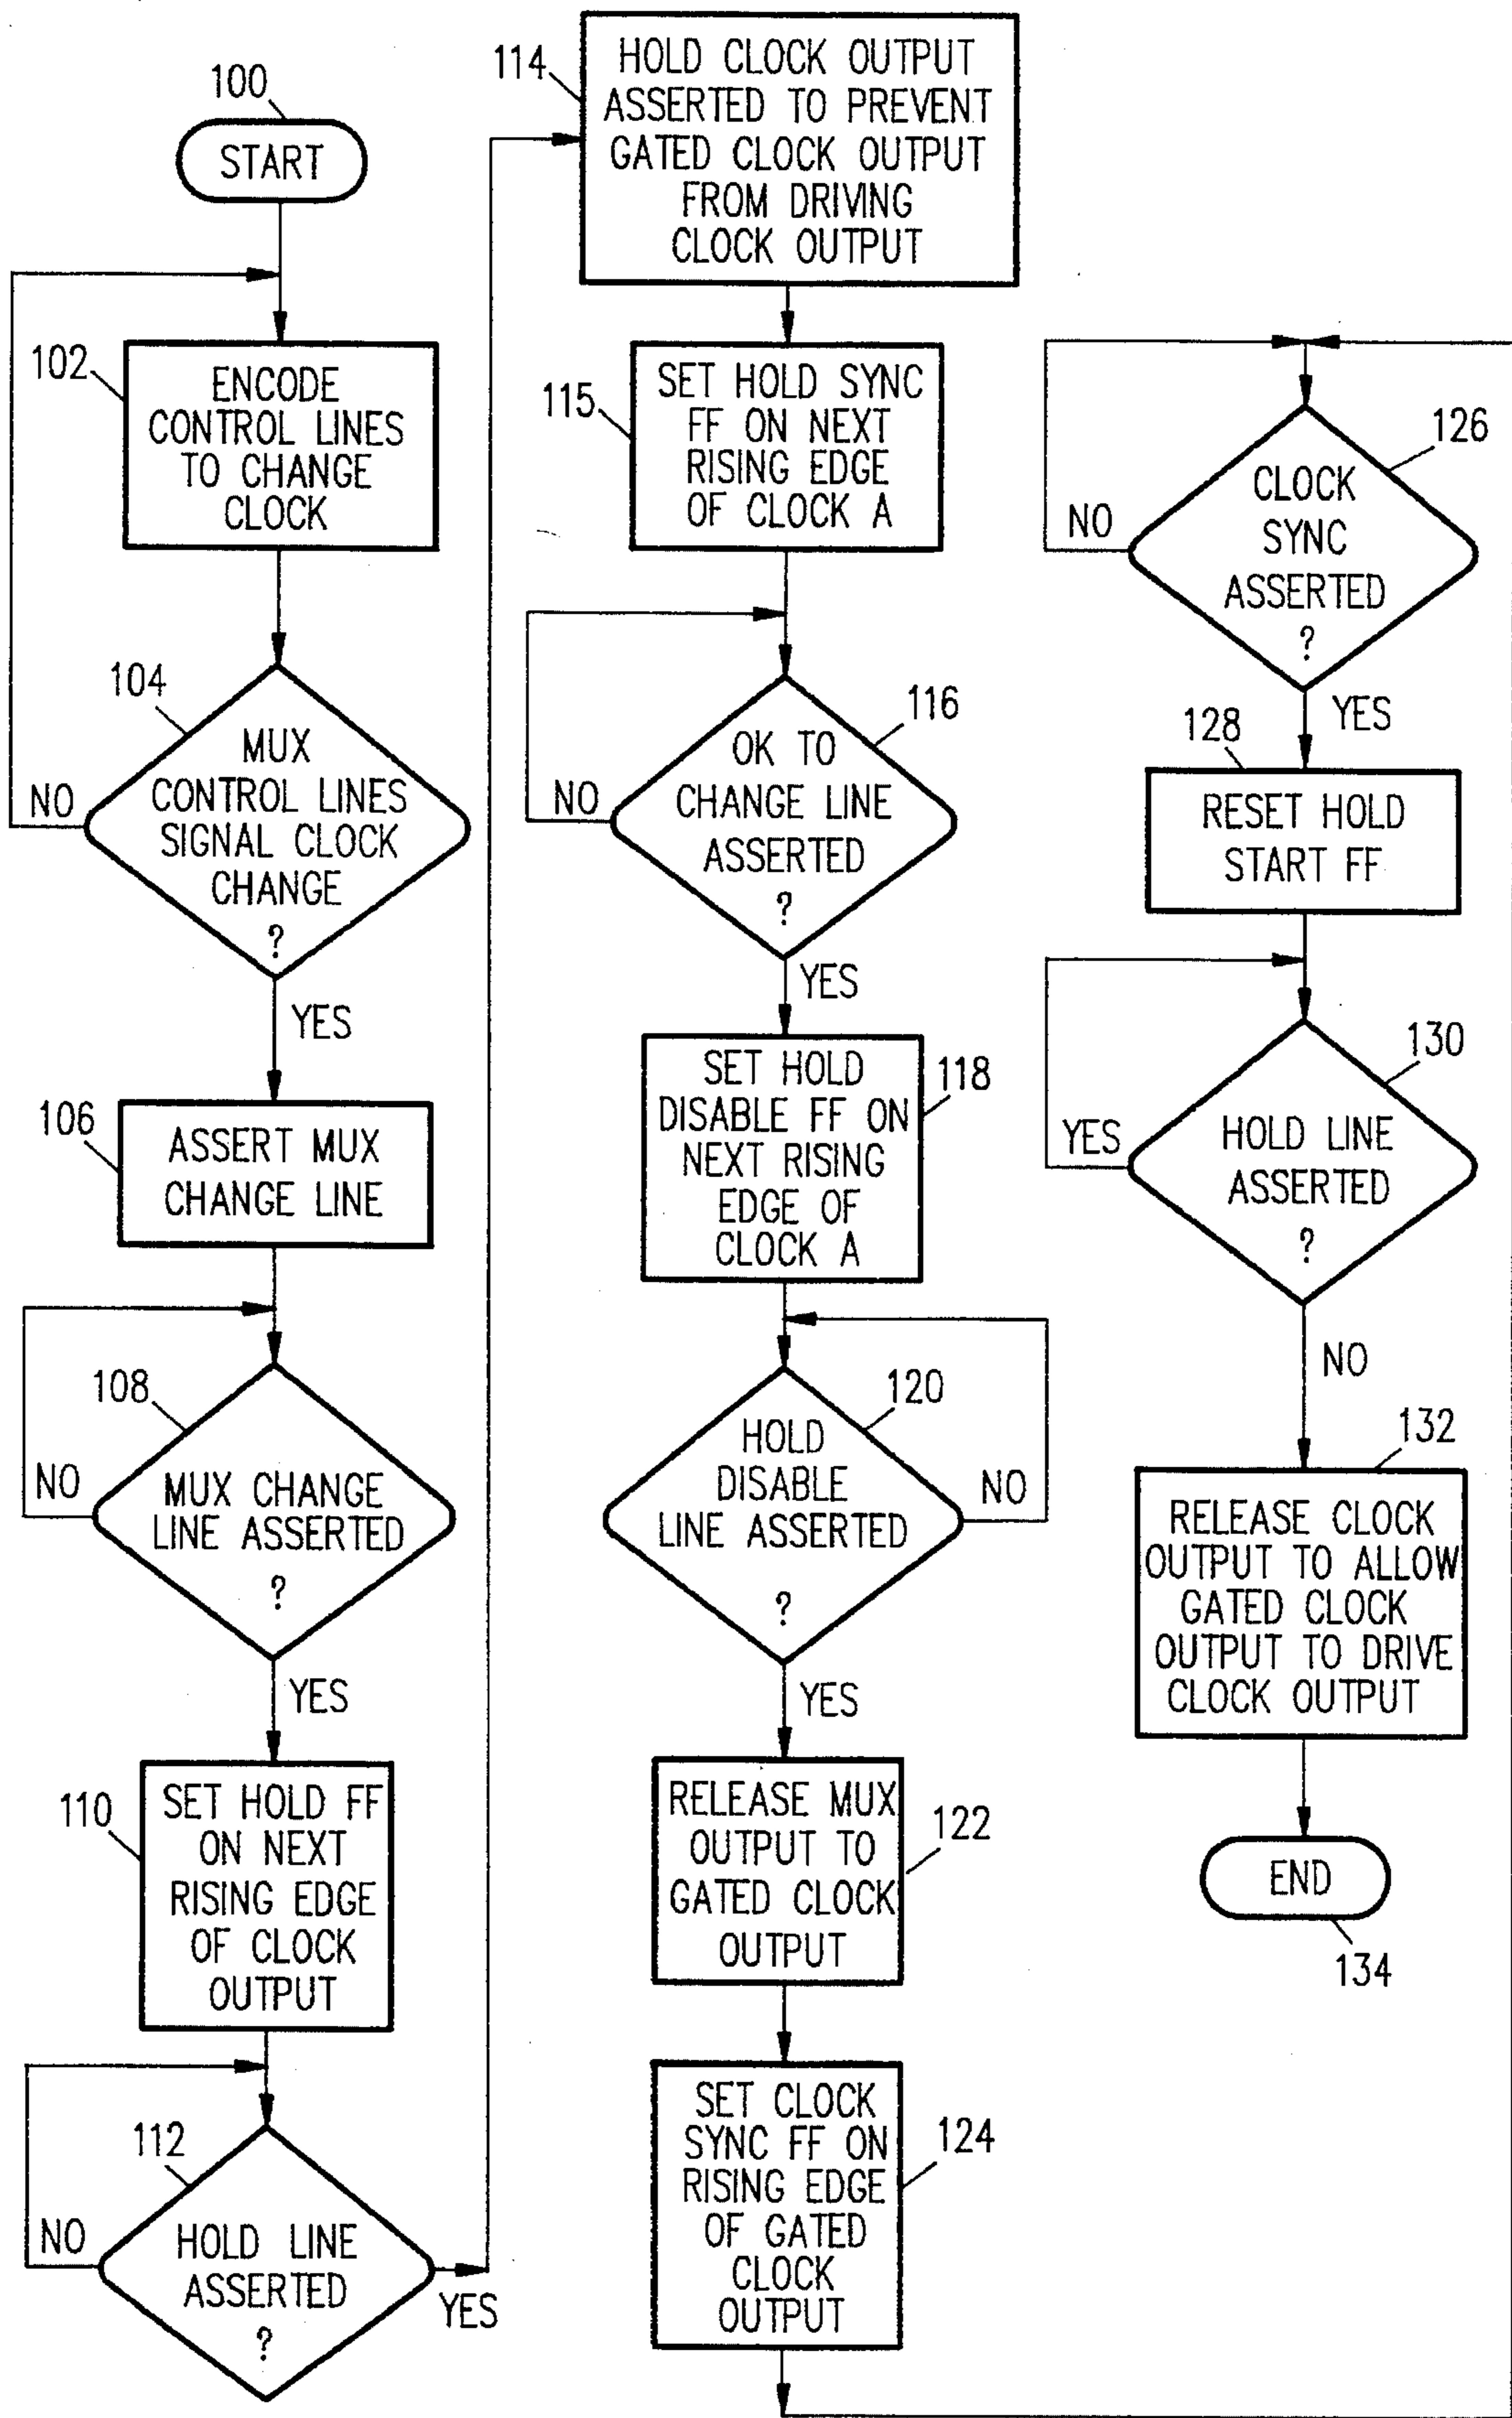 100
START
102
ENCODE
CONTROL LINES
TO CHANGE
CLOCK
104
MUX
CONTROL LINES
SIGNAL CLOCK
CHANGE
?
NO
YES
106
ASSERT MUX
CHANGE LINE
108
MUX CHANGE
LINE ASSERTED
?
NO
YES
110
SET HOLD FF
ON NEXT
RISING EDGE
OF CLOCK
OUTPUT
112
HOLD LINE
ASSERTED
?
NO
YES
114
HOLD CLOCK OUTPUT
ASSERTED TO PREVENT
GATED CLOCK OUTPUT
FROM DRIVING
CLOCK OUTPUT
115
SET HOLD SYNC
FF ON NEXT
RISING EDGE
OF CLOCK A
116
OK TO
CHANGE LINE
ASSERTED
?
NO
YES
118
SET HOLD
DISABLE FF ON
NEXT RISING
EDGE OF
CLOCK A
120
HOLD
DISABLE
LINE ASSERTED
?
NO
YES
122
RELEASE MUX
OUTPUT TO
GATED CLOCK
OUTPUT
124
SET CLOCK
SYNC FF ON
RISING EDGE
OF GATED
CLOCK
OUTPUT
126
CLOCK
SYNC
ASSERTED
?
NO
YES
128
RESET HOLD
START FF
130
HOLD LINE
ASSERTED
?
YES
NO
132
RELEASE CLOCK
OUTPUT TO ALLOW
GATED CLOCK
OUTPUT TO DRIVE
CLOCK OUTPUT
END
134